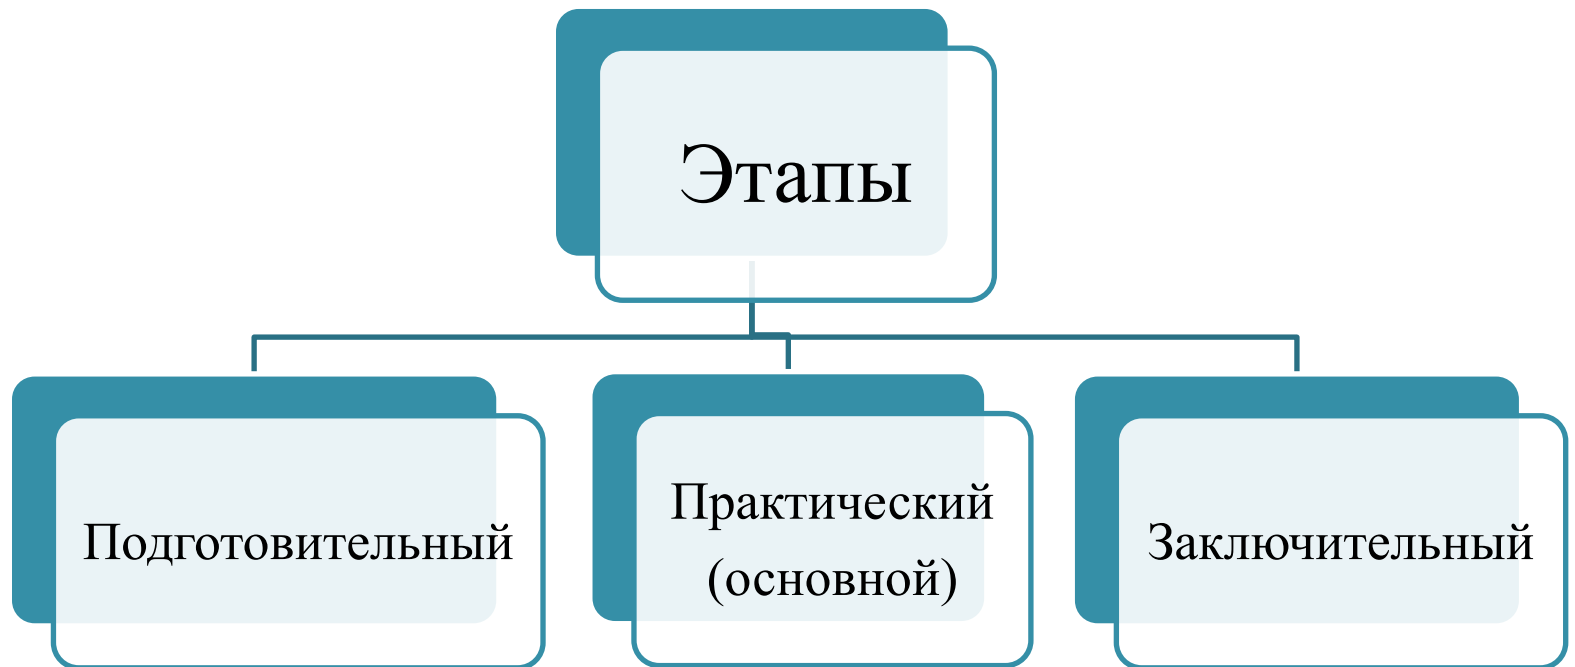 Этапы
Подготовительный
Практический
(основной)
Заключительный